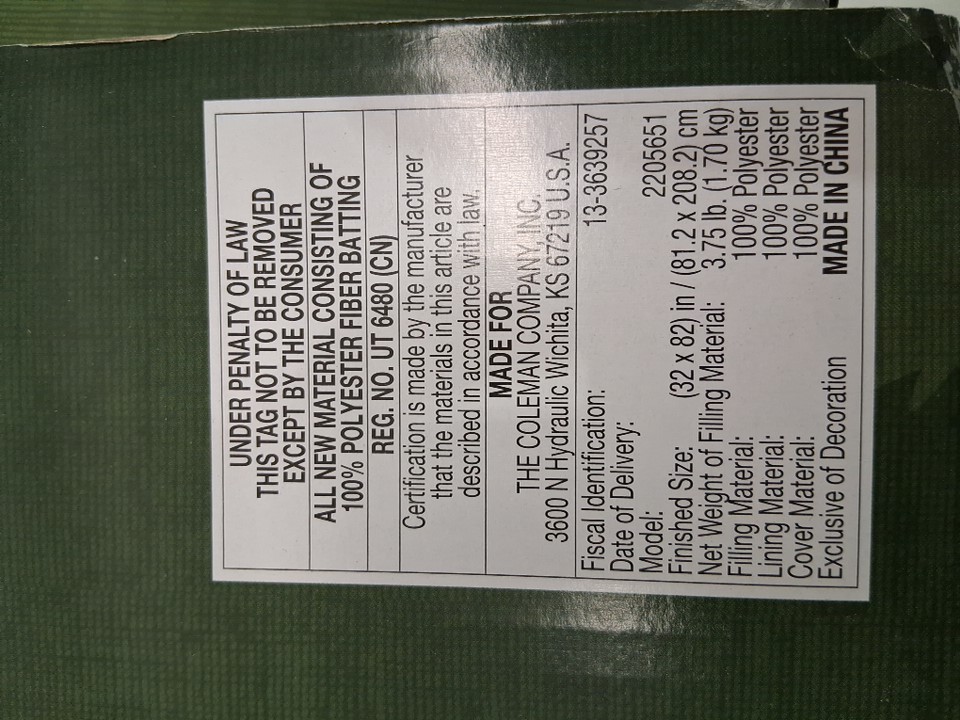 UNDER PENALTY OF LAW
THIS TAG NOT TO BE REMOVED
EXCEPT BY THE CONSUMER
ALL NEW MATERIAL CONSISTING OF
100% POLYESTER FIBER BATTING
REG. NO. UT 6480 (CN)
Certification is made by the manufacturer
that the materials in this article are
described in accordance with law.
MADE FOR
THE COLEMAN COMPANY, INC.
3600 N Hydraulic Wichita, KS 67219 U.S.A.
Fiscal Identification: 13-3639257
Date of Delivery:
Model: 2205651
Finished Size: (32 x 82) in / (81.2 x 208.2) cm
Net Weight of Filling Material: 3.75 lb. (1.70 kg)
Filling Material: 100% Polyester
Lining Material: 100% Polyester
Cover Material: 100% Polyester
Exclusive of Decoration MADE IN CHINA